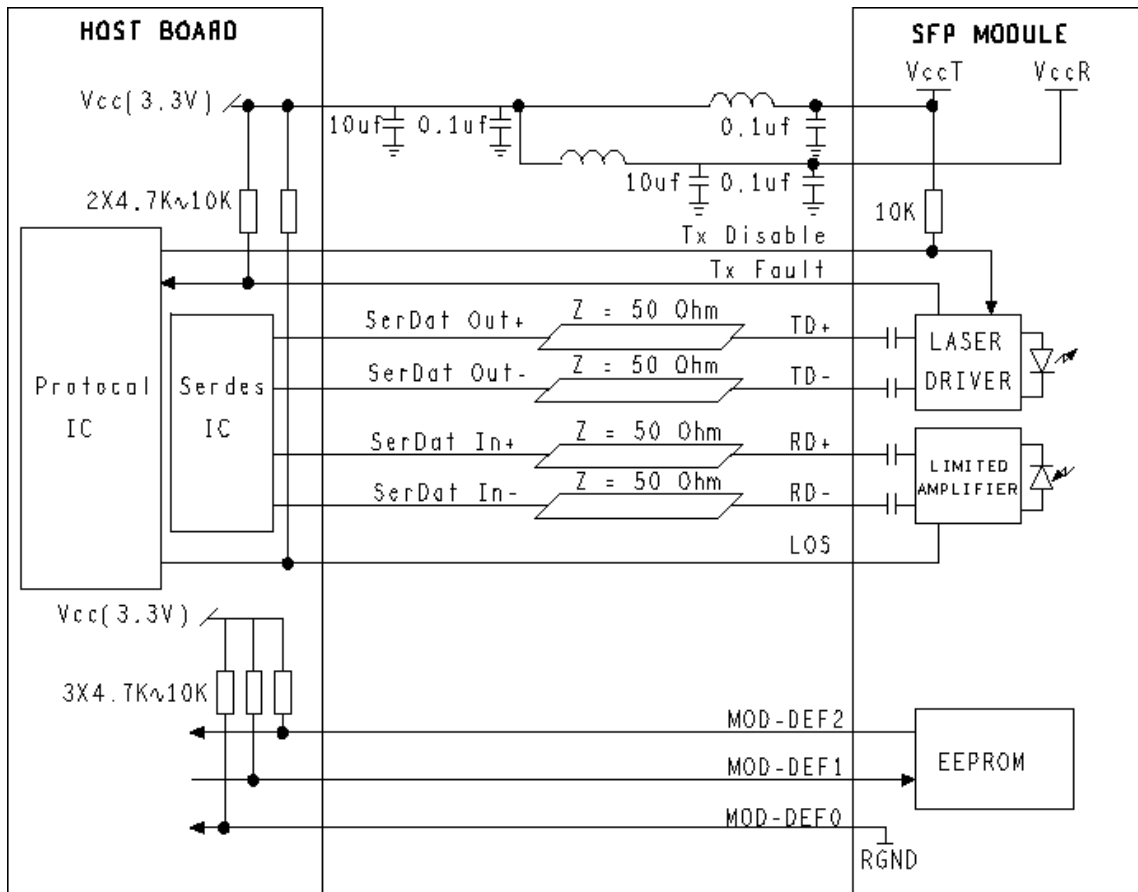 HOST BOARD
SFP MODULE
VccT
VccR
Vcc(3.3V)
10uf
0.1uf
0.1uf
10uf
0.1uf
2X4.7K~10K
10K
Tx Disable
Tx Fault
SerDat Out+
Z = 50 Ohm
TD+
SerDat Out-
Z = 50 Ohm
TD-
LASER
DRIVER
Protocal
IC
Serdes
IC
SerDat In+
Z = 50 Ohm
RD+
SerDat In-
Z = 50 Ohm
RD-
LIMITED
AMPLIFIER
LOS
Vcc(3.3V)
3X4.7K~10K
MOD-DEF2
MOD-DEF1
MOD-DEF0
EEPROM
RGND